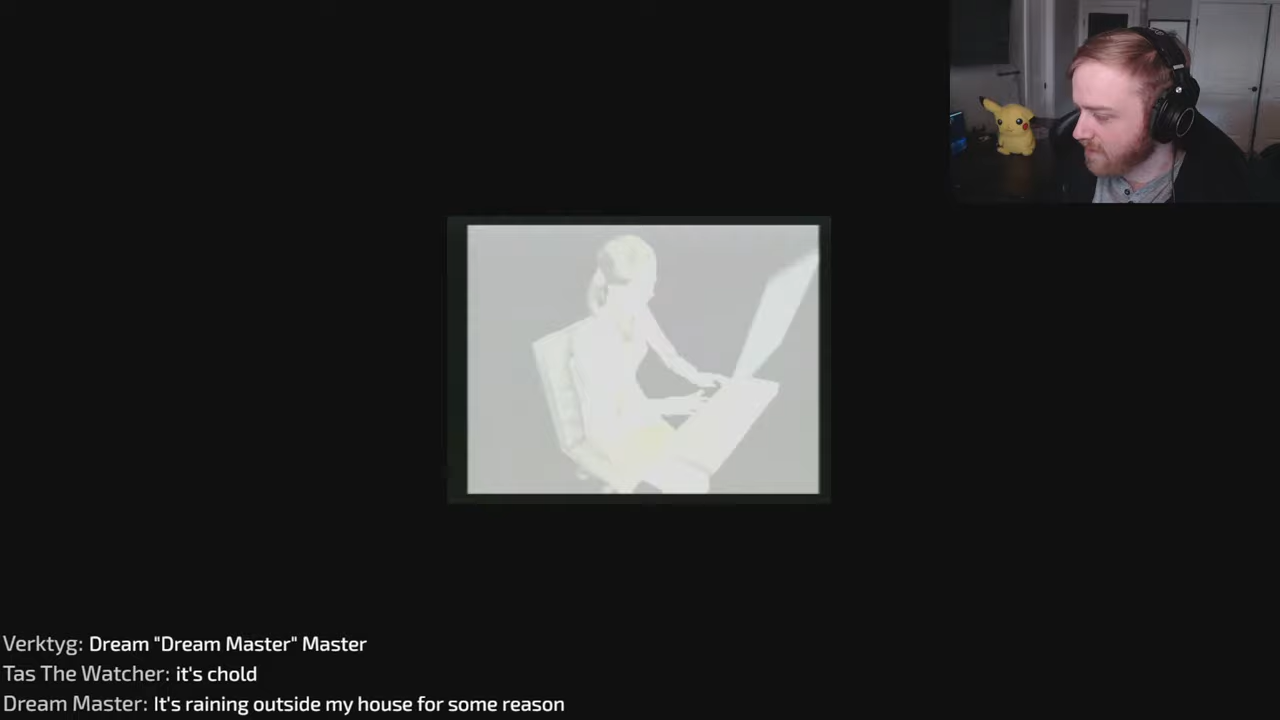 Verktyg: Dream "Dream Master" Master
Tas The Watcher: it's chold
Dream Master: It's raining outside my house for some reason